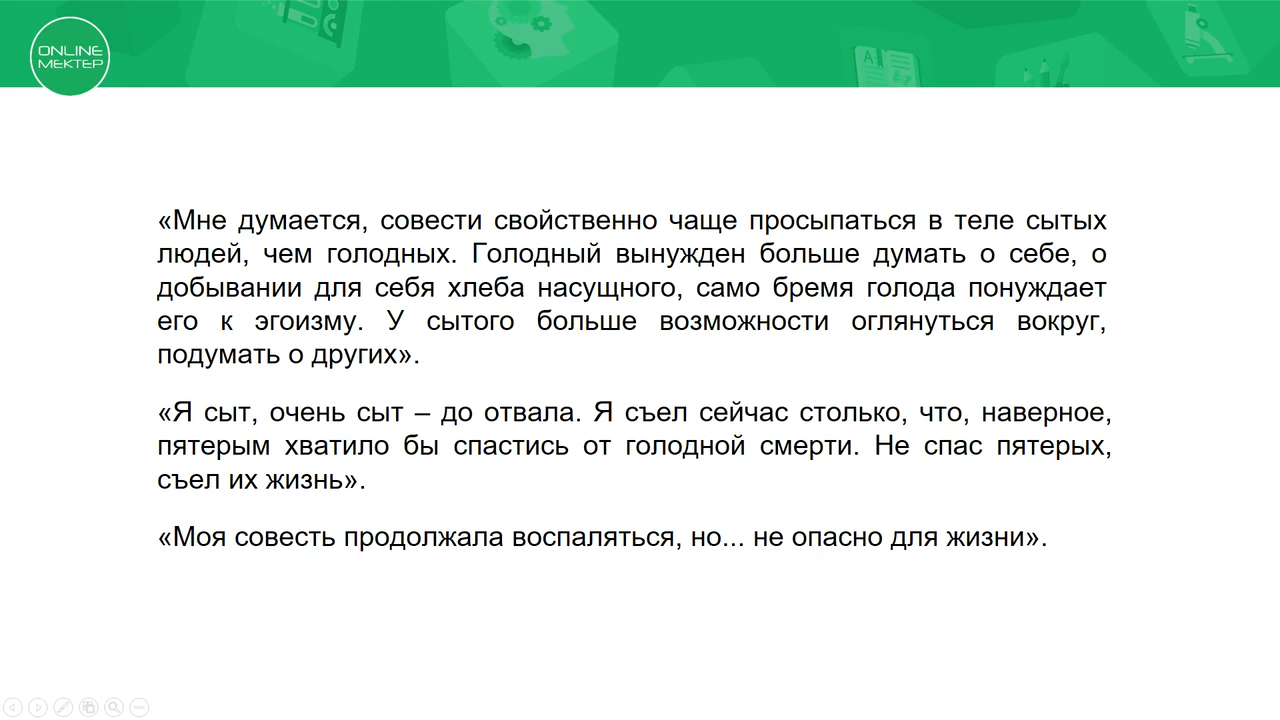 ONLINE
МЕКТЕР
«Мне думается, совести свойственно чаще просыпаться в теле сытых
людей, чем голодных. Голодный вынужден больше думать о себе, о
добывании для себя хлеба насущного, само бремя голода понуждает
его к эгоизму. У сытого больше возможности оглянуться вокруг,
подумать о других».
«Я сыт, очень сыт – до отвала. Я съел сейчас столько, что, наверное,
пятерым хватило бы спастись от голодной смерти. Не спас пятерых,
съел их жизнь».
«Моя совесть продолжала воспаляться, но... не опасно для жизни».